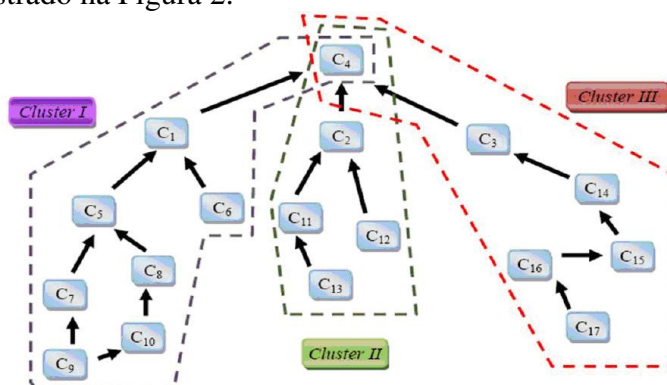 strado na Figura 2.
C4
Cluster I
Cluster III
C1
C2
C3
C14
C5
C6
C11
C12
C15
C16
C8
C7
C13
C17
C10
C9
Cluster II